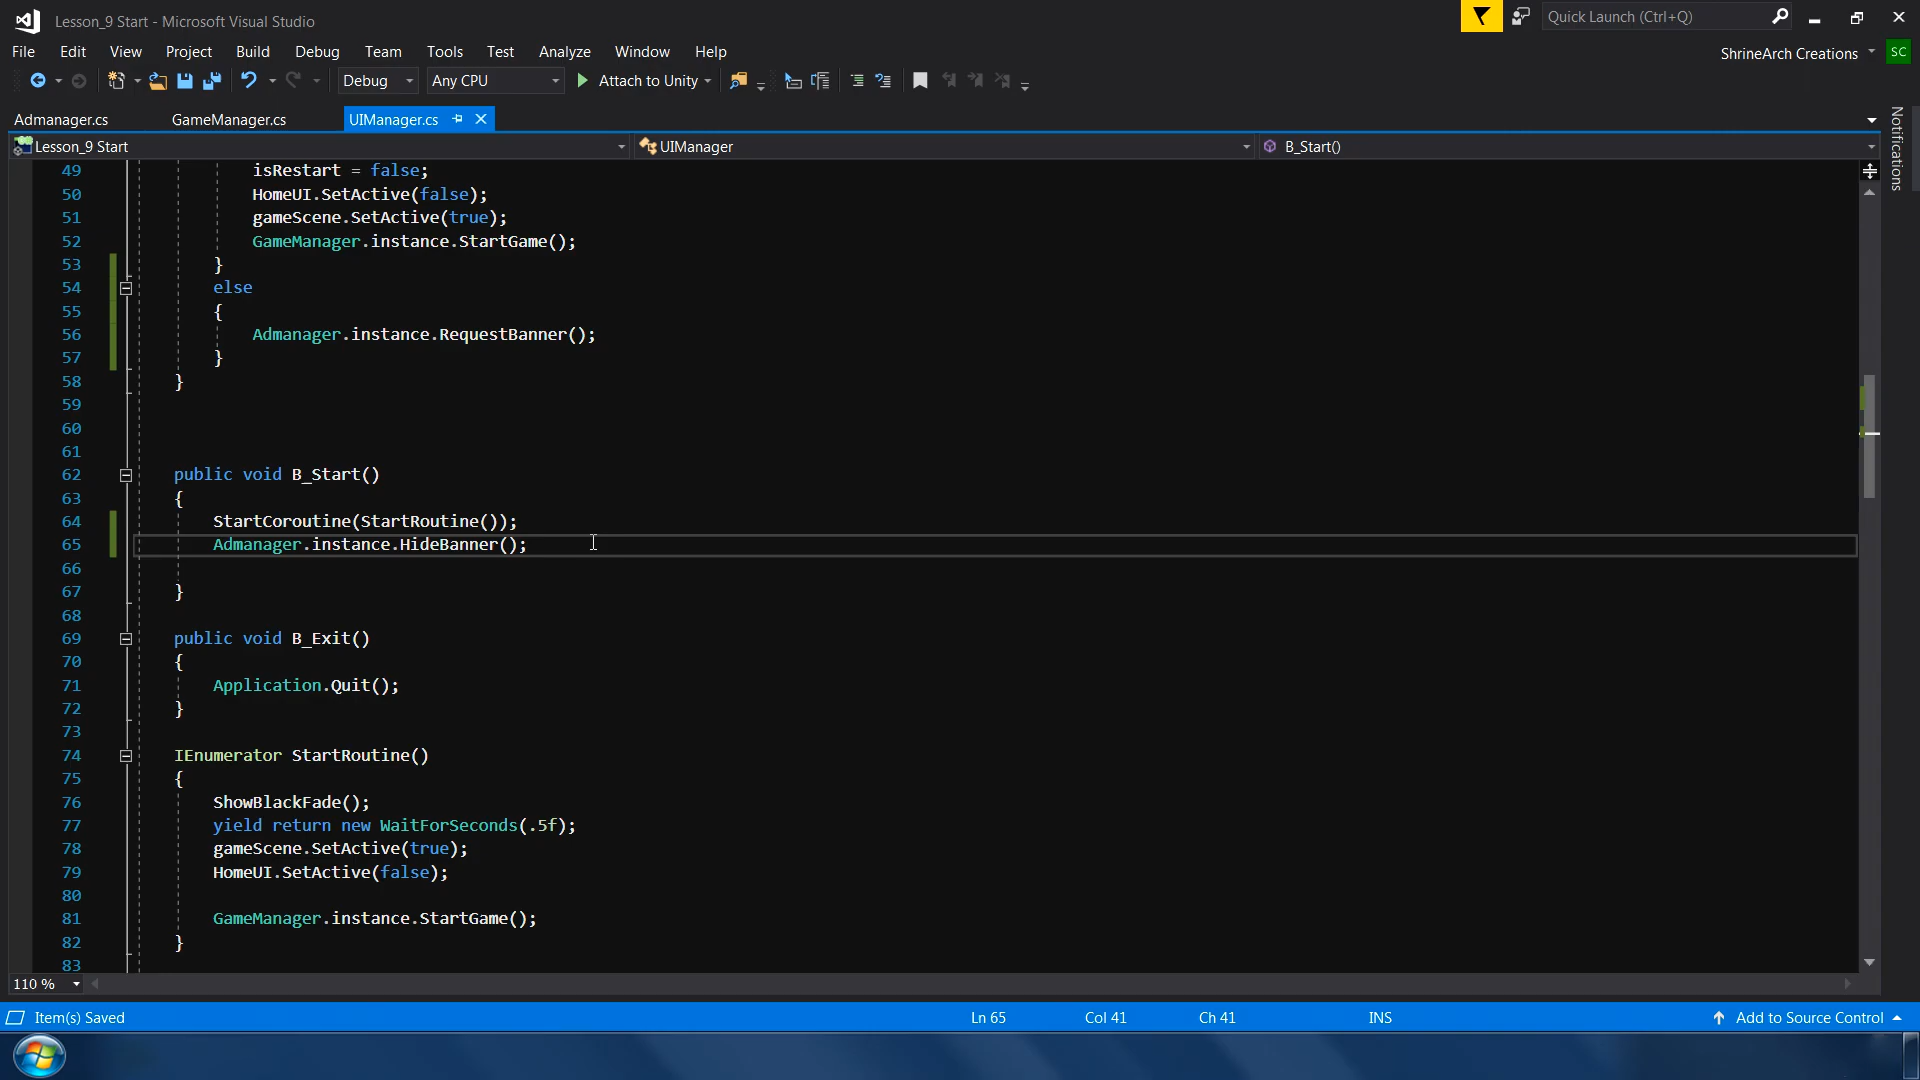 Lesson_9 Start - Microsoft Visual Studio
Quick Launch (Ctrl+Q)
File Edit View Project Build Debug Team Tools Test Analyze Window Help
ShrineArch Creations SC
Debug Any CPU Attach to Unity
Admanager.cs GameManager.cs UIManager.cs
Notifications
Lesson_9 Start UIManager B_Start()
49 isRestart = false;
50 HomeUI.SetActive(false);
51 gameScene.SetActive(true);
52 GameManager.instance.StartGame();
53 }
54 else
55 {
56 Admanager.instance.RequestBanner();
57 }
58 }
59
60
61
62 public void B_Start()
63 {
64 StartCoroutine(StartRoutine());
65 Admanager.instance.HideBanner();
66
67 }
68
69 public void B_Exit()
70 {
71 Application.Quit();
72 }
73
74 IEnumerator StartRoutine()
75 {
76 ShowBlackFade();
77 yield return new WaitForSeconds(.5f);
78 gameScene.SetActive(true);
79 HomeUI.SetActive(false);
80
81 GameManager.instance.StartGame();
82 }
83
110 %
Item(s) Saved Ln 65 Col 41 Ch 41 INS Add to Source Control